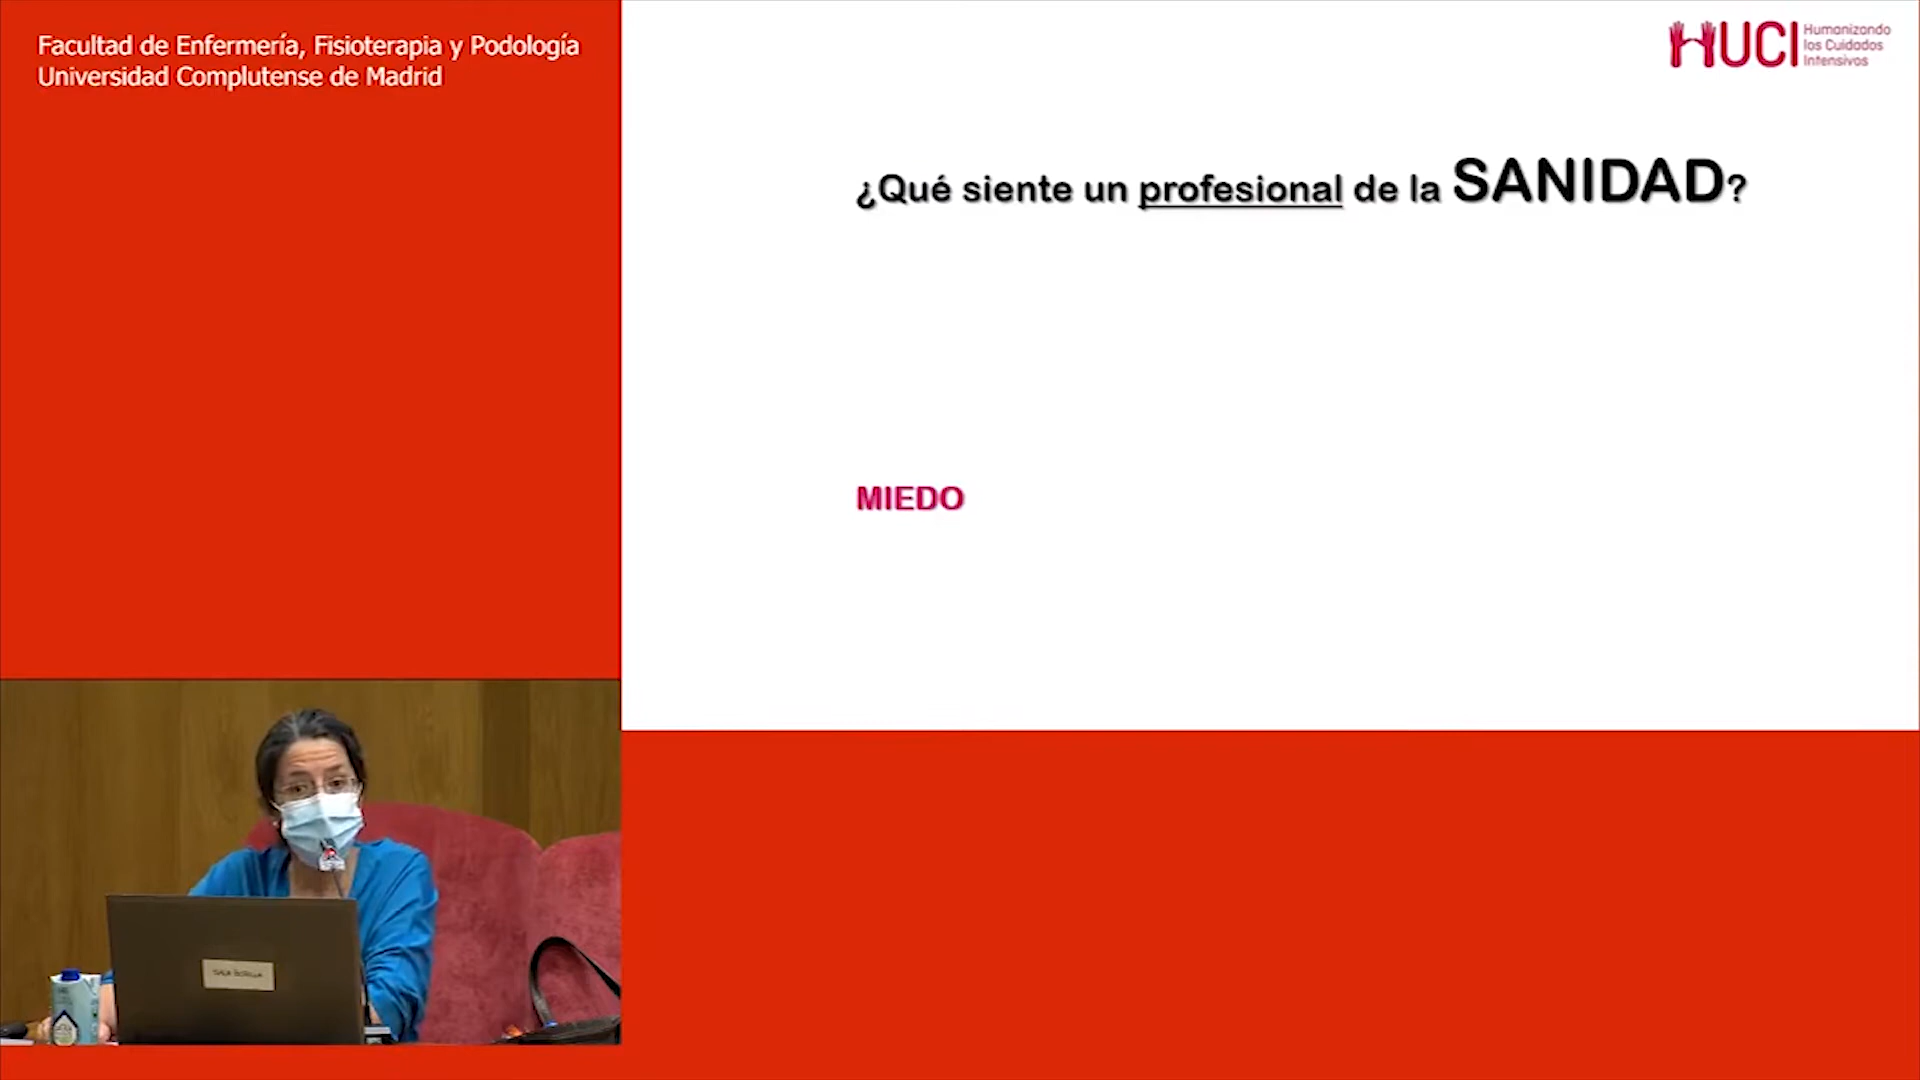 Facultad de Enfermería, Fisioterapia y Podología
Universidad Complutense de Madrid
HUCI
Humanizando
los Cuidados
Intensivos
¿Qué siente un profesional de la SANIDAD?
MIEDO